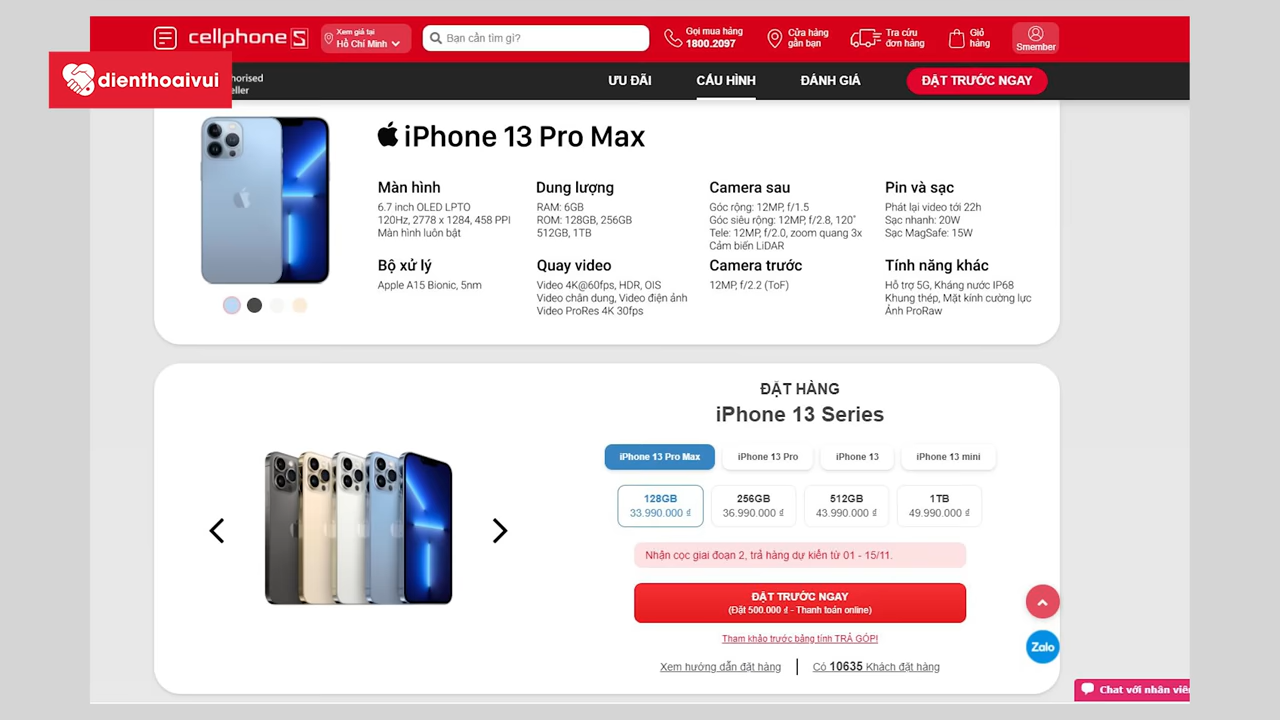 cellphoneS
Xem giá tại
Hồ Chí Minh
Bạn cần tìm gì?
Gọi mua hàng
1800.2097
Cửa hàng
gần bạn
Tra cứu
đơn hàng
Giỏ
hàng
Smember
dienthoaivui
ƯU ĐÃI
CẤU HÌNH
ĐÁNH GIÁ
ĐẶT TRƯỚC NGAY
iPhone 13 Pro Max
Màn hình
6.7 inch OLED LPTO
120Hz, 2778 x 1284, 458 PPI
Màn hình luôn bật
Dung lượng
RAM: 6GB
ROM: 128GB, 256GB
512GB, 1TB
Camera sau
Góc rộng: 12MP, f/1.5
Góc siêu rộng: 12MP, f/2.8, 120°
Tele: 12MP, f/2.0, zoom quang 3x
Cảm biến LiDAR
Pin và sạc
Phát lại video tới 22h
Sạc nhanh: 20W
Sạc MagSafe: 15W
Bộ xử lý
Apple A15 Bionic, 5nm
Quay video
Video 4K@60fps, HDR, OIS
Video chân dung, Video điện ảnh
Video ProRes 4K 30fps
Camera trước
12MP, f/2.2 (ToF)
Tính năng khác
Hỗ trợ 5G, Kháng nước IP68
Khung thép, Mặt kính cường lực
Ảnh ProRaw
ĐẶT HÀNG
iPhone 13 Series
iPhone 13 Pro Max
iPhone 13 Pro
iPhone 13
iPhone 13 mini
128GB
33.990.000 ₫
256GB
36.990.000 ₫
512GB
43.990.000 ₫
1TB
49.990.000 ₫
Nhận cọc giai đoạn 2, trả hàng dự kiến từ 01 - 15/11.
ĐẶT TRƯỚC NGAY
(Đặt 500.000 ₫ - Thanh toán online)
Tham khảo trước bảng tính TRẢ GÓP!
Xem hướng dẫn đặt hàng
Có 10635 Khách đặt hàng
Zalo
Chat với nhân viên